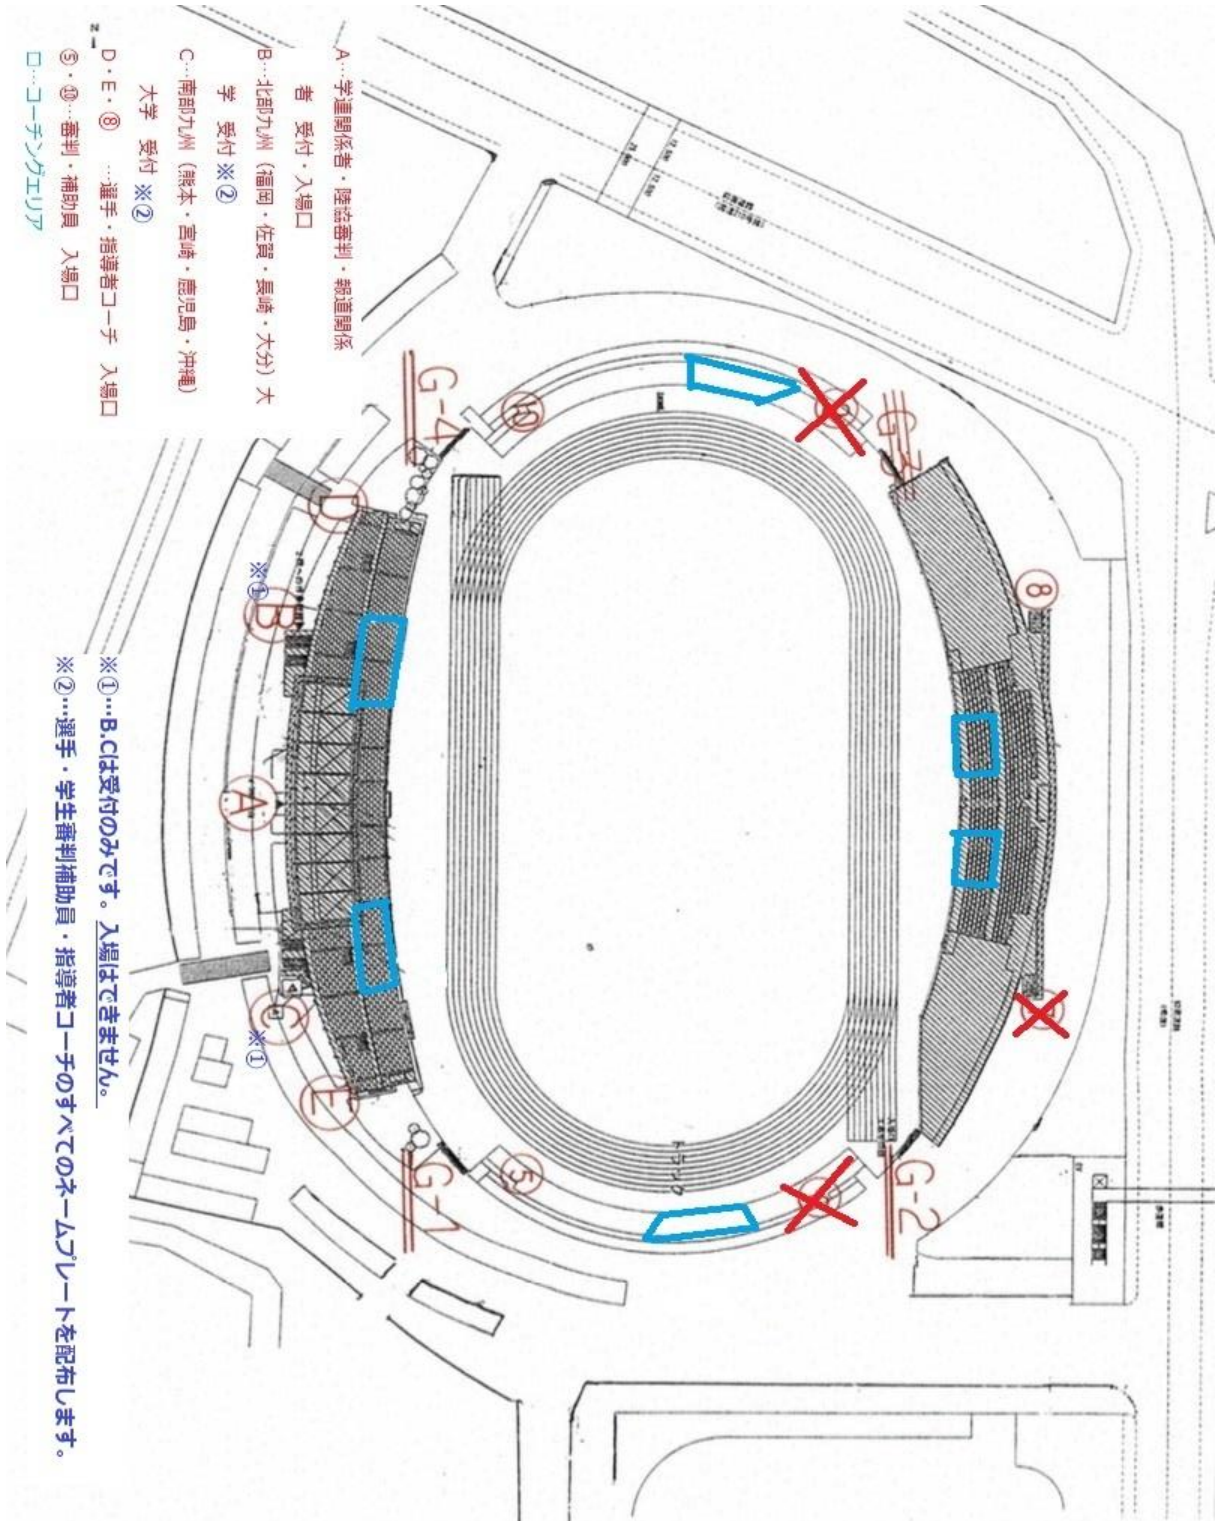 A…学連関係者・陸協審判・報道関係
者 受付・入場口
B…北部九州（福岡・佐賀・長崎・大分）大
学 受付 ※②
C…南部九州（熊本・宮崎・鹿児島・沖縄）
大学 受付 ※②
D・E・⑧ …選手・指導者コーチ 入場口
⑤・⑩…審判・補助員 入場口
□…コーチングエリア
G-4
G-3
⑩
D
※①
B
A
C
※①
E
G-1
⑤
G-2
⑧
トラック
※①…B.Cは受付のみです。入場はできません。
※②…選手・学生審判補助員・指導者コーチのすべてのネームプレートを配布します。